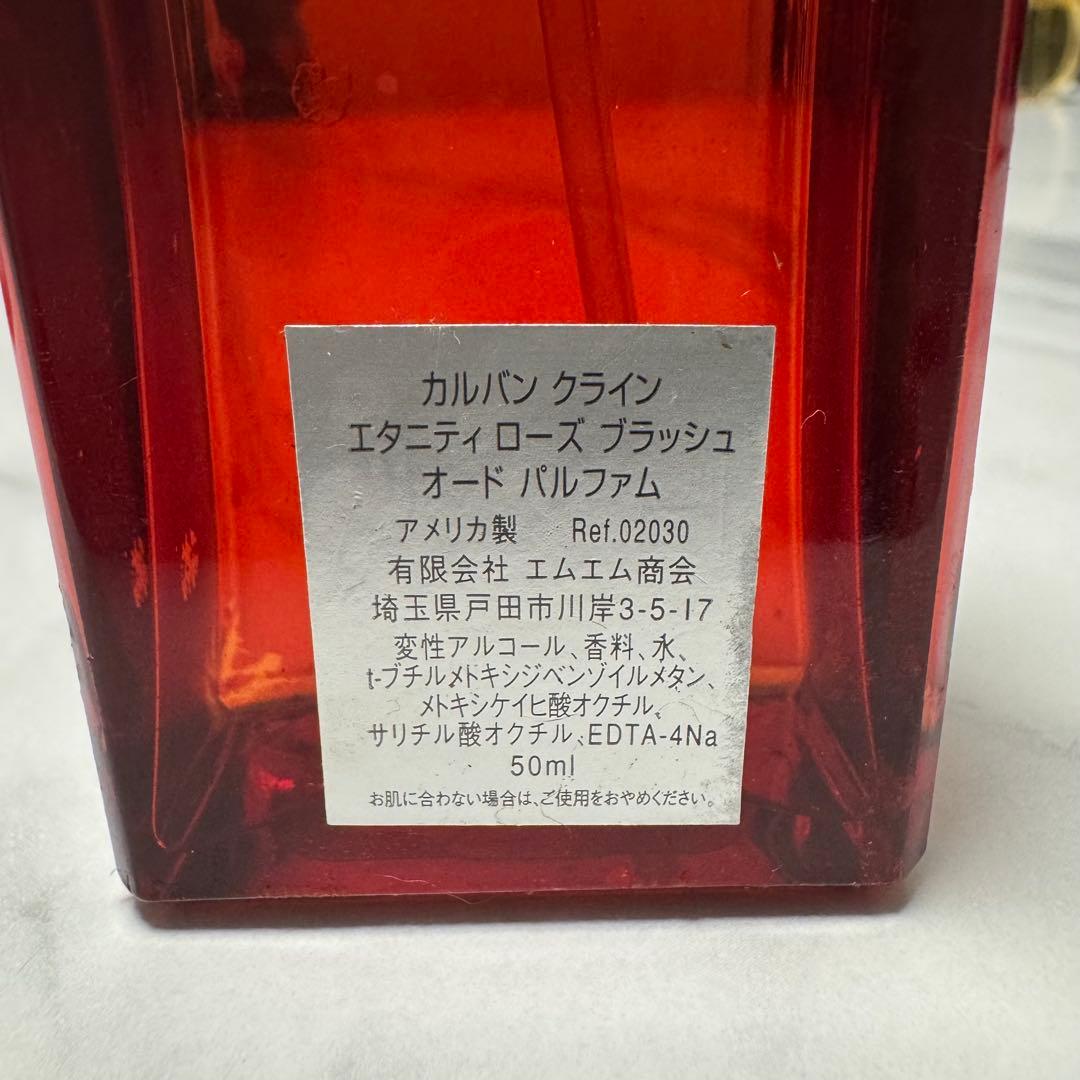 カルバン クライン
エタニティ ローズ ブラッシュ
オード パルファム
アメリカ製 Ref.02030
有限会社 エムエム商会
埼玉県戸田市川岸3-5-17
変性アルコール、香料、水、
t-ブチルメトキシジベンゾイルメタン、
メトキシケイヒ酸オクチル、
サリチル酸オクチル、EDTA-4Na
50ml
お肌に合わない場合は、ご使用をおやめください。